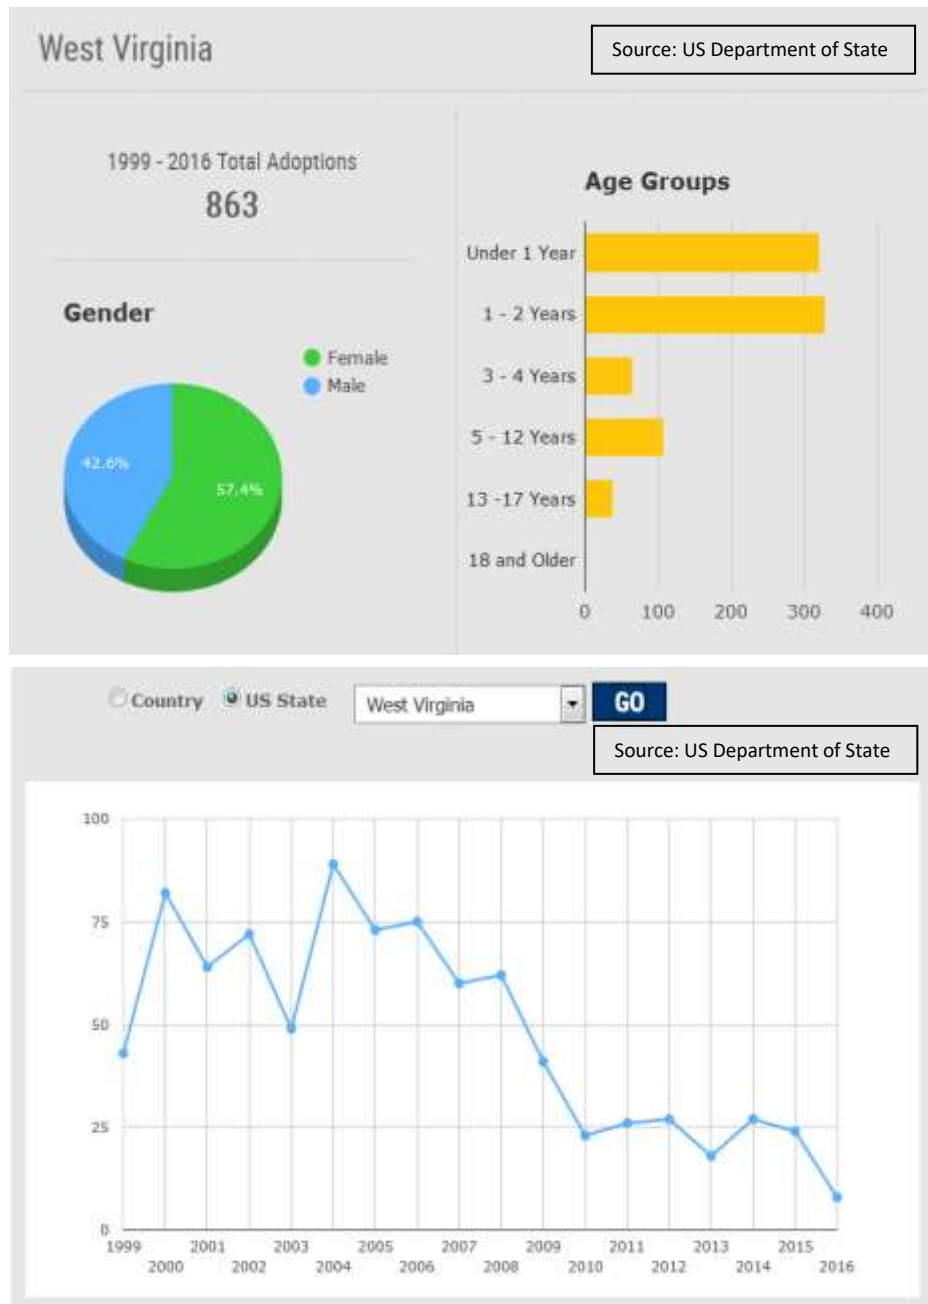 West Virginia
Source: US Department of State
1999 - 2016 Total Adoptions
863
Gender
Female
Male
42.6%
57.4%
Age Groups
Under 1 Year
1 - 2 Years
3 - 4 Years
5 - 12 Years
13 -17 Years
18 and Older
0 100 200 300 400
Country US State West Virginia GO
Source: US Department of State
100
75
50
25
0
1999 2001 2003 2005 2007 2009 2011 2013 2015
2000 2002 2004 2006 2008 2010 2012 2014 2016